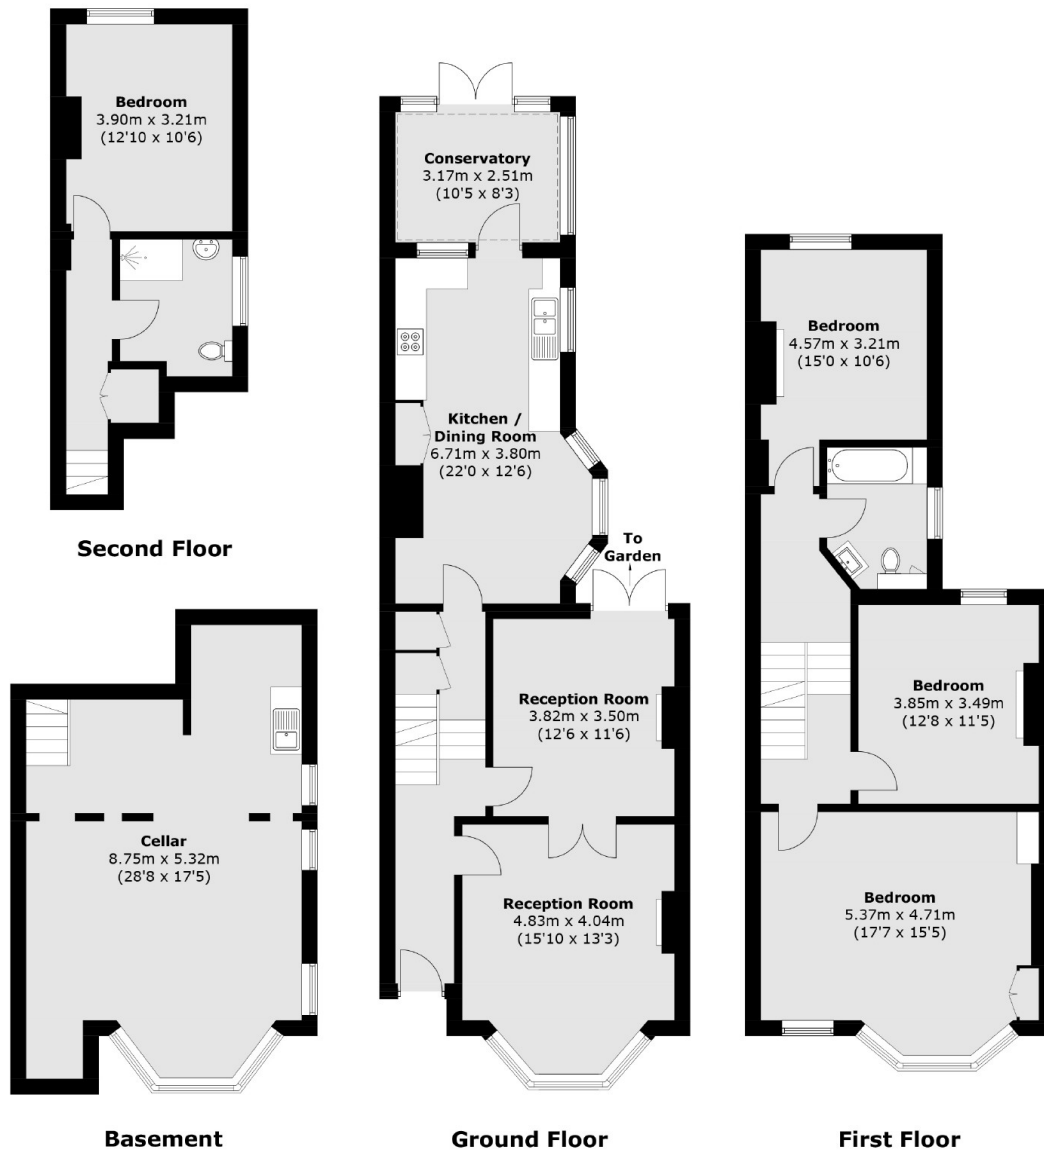 Bedroom
3.90m x 3.21m
(12'10 x 10'6)
Second Floor
Cellar
8.75m x 5.32m
(28'8 x 17'5)
Basement
Conservatory
3.17m x 2.51m
(10'5 x 8'3)
Kitchen /
Dining Room
6.71m x 3.80m
(22'0 x 12'6)
To
Garden
Reception Room
3.82m x 3.50m
(12'6 x 11'6)
Reception Room
4.83m x 4.04m
(15'10 x 13'3)
Ground Floor
Bedroom
4.57m x 3.21m
(15'0 x 10'6)
Bedroom
3.85m x 3.49m
(12'8 x 11'5)
Bedroom
5.37m x 4.71m
(17'7 x 15'5)
First Floor